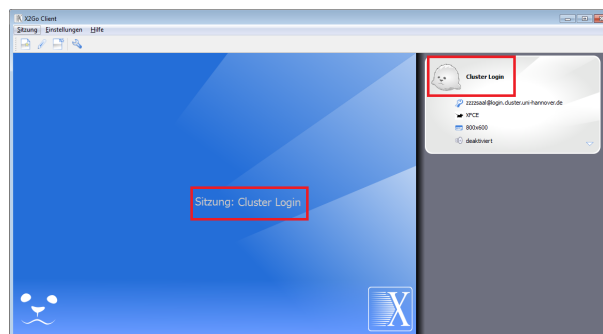 X2Go Client
Sitzung Einstellungen Hilfe
Cluster Login
zzzzsaal@login.cluster.uni-hannover.de
XFCE
800x600
deaktiviert
Sitzung: Cluster Login
X